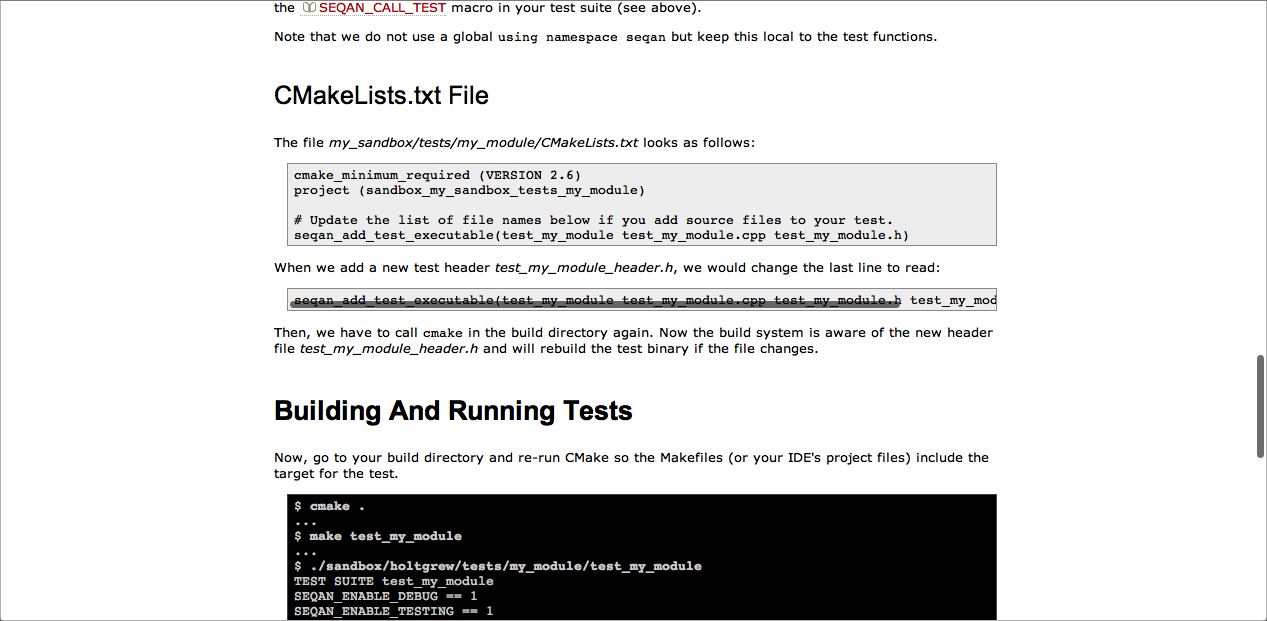 the SEQAN_CALL_TEST macro in your test suite (see above).
Note that we do not use a global using namespace seqan but keep this local to the test functions.
CMakeLists.txt File
The file my_sandbox/tests/my_module/CMakeLists.txt looks as follows:
cmake_minimum_required (VERSION 2.6)
project (sandbox_my_sandbox_tests_my_module)
# Update the list of file names below if you add source files to your test.
seqan_add_test_executable(test_my_module test_my_module.cpp test_my_module.h)
When we add a new test header test_my_module_header.h, we would change the last line to read:
seqan_add_test_executable(test_my_module test_my_module.cpp test_my_module.h test_my_mod
Then, we have to call cmake in the build directory again. Now the build system is aware of the new header
file test_my_module_header.h and will rebuild the test binary if the file changes.
Building And Running Tests
Now, go to your build directory and re-run CMake so the Makefiles (or your IDE's project files) include the
target for the test.
$ cmake .
...
$ make test_my_module
...
$ ./sandbox/holtgrew/tests/my_module/test_my_module
TEST SUITE test_my_module
SEQAN_ENABLE_DEBUG == 1
SEQAN_ENABLE_TESTING == 1